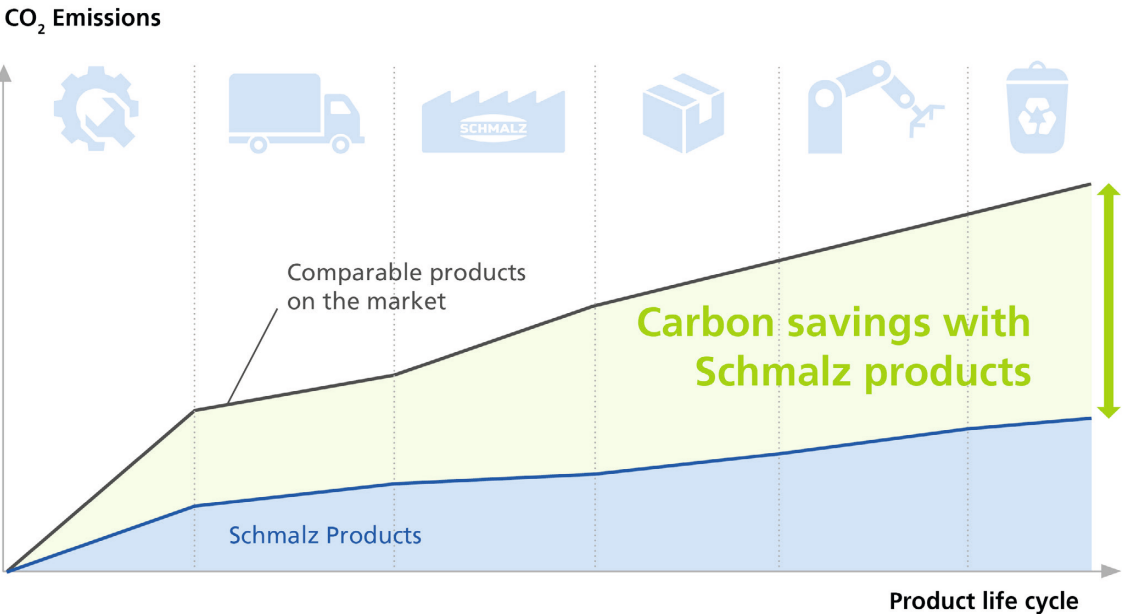 CO₂ Emissions
SCHMALZ
Comparable products
on the market
Carbon savings with
Schmalz products
Schmalz Products
Product life cycle